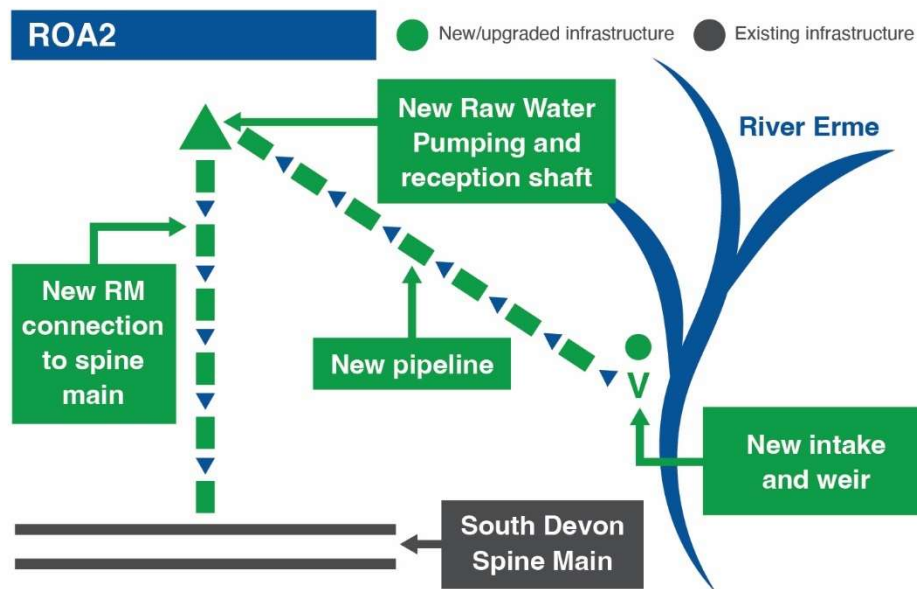 ROA2
New/upgraded infrastructure
Existing infrastructure
New Raw Water
Pumping and
reception shaft
River Erme
New RM
connection
to spine
main
New pipeline
V
New intake
and weir
South Devon
Spine Main